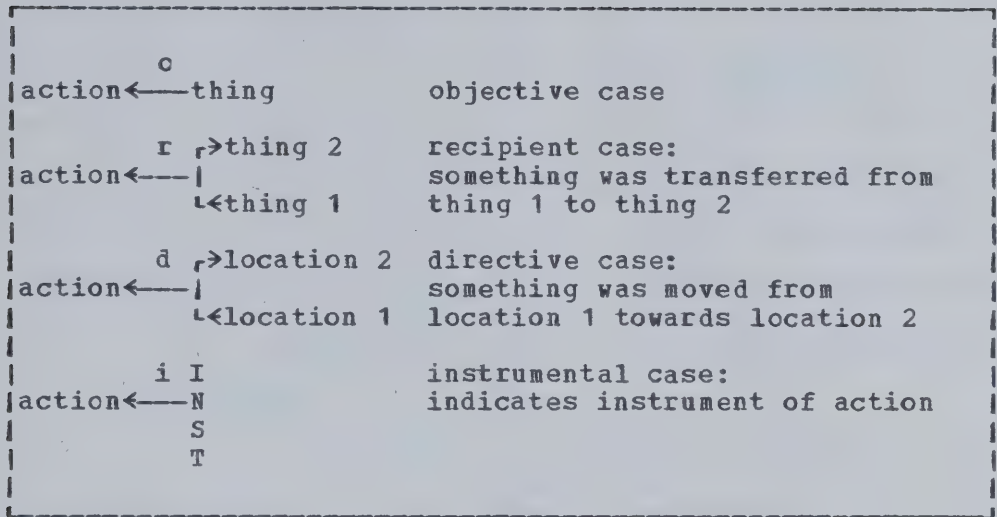 o
action<——thing objective case
r ┌>thing 2 recipient case:
action<——| something was transferred from
└<thing 1 thing 1 to thing 2
d ┌>location 2 directive case:
action<——| something was moved from
└<location 1 location 1 towards location 2
i I instrumental case:
action<——N indicates instrument of action
S
T